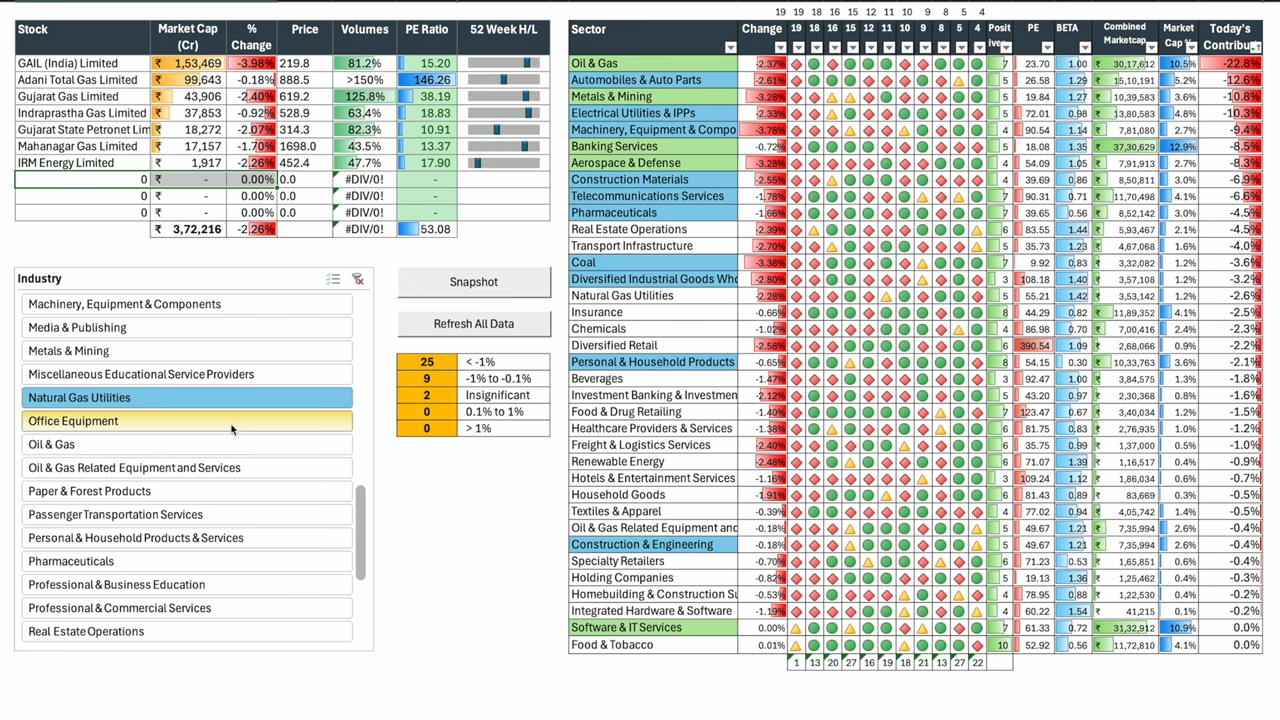 Stock Market Cap (Cr) % Change Price Volumes PE Ratio 52 Week H/L
GAIL (India) Limited ₹ 1,53,469 -3.98% 219.8 81.2% 15.20
Adani Total Gas Limited ₹ 99,643 -0.18% 888.5 >150% 146.26
Gujarat Gas Limited ₹ 43,906 -2.40% 619.2 125.8% 38.19
Indraprastha Gas Limited ₹ 37,853 -0.92% 528.9 63.4% 18.83
Gujarat State Petronet Lim ₹ 18,272 -2.07% 314.3 82.3% 10.91
Mahanagar Gas Limited ₹ 17,157 -1.70% 1698.0 43.5% 13.37
IRM Energy Limited ₹ 1,917 -2.26% 452.4 47.7% 17.90
0 ₹ - 0.00% 0.0 #DIV/0! -
0 ₹ - 0.00% 0.0 #DIV/0! -
0 ₹ - 0.00% 0.0 #DIV/0! -
₹ 3,72,216 -2.26% #DIV/0! 53.08
Industry
Machinery, Equipment & Components
Media & Publishing
Metals & Mining
Miscellaneous Educational Service Providers
Natural Gas Utilities
Office Equipment
Oil & Gas
Oil & Gas Related Equipment and Services
Paper & Forest Products
Passenger Transportation Services
Personal & Household Products & Services
Pharmaceuticals
Professional & Business Education
Professional & Commercial Services
Real Estate Operations
Snapshot
Refresh All Data
25 < -1%
9 -1% to -0.1%
2 Insignificant
0 0.1% to 1%
0 > 1%
19 19 18 16 15 12 11 10 9 8 5 4
Sector Change 19 18 16 15 12 11 10 9 8 5 4 Posit ives PE BETA Combined Marketcap Market Cap % Today's Contribut
Oil & Gas -2.37% 7 23.70 1.00 ₹ 30,17,612 10.5% -22.8%
Automobiles & Auto Parts -2.61% 5 26.58 1.29 ₹ 15,10,191 5.2% -12.6%
Metals & Mining -3.28% 5 19.84 1.27 ₹ 10,39,583 3.6% -10.8%
Electrical Utilities & IPPs -2.33% 5 72.01 0.98 ₹ 13,80,583 4.8% -10.3%
Machinery, Equipment & Compo -3.78% 4 90.54 1.14 ₹ 7,81,080 2.7% -9.4%
Banking Services -0.72% 5 18.08 1.35 ₹ 37,30,629 12.9% -8.5%
Aerospace & Defense -3.28% 4 54.09 1.05 ₹ 7,91,913 2.7% -8.3%
Construction Materials -2.55% 4 39.69 0.86 ₹ 8,50,811 3.0% -6.9%
Telecommunications Services -1.78% 7 90.31 0.71 ₹ 11,70,498 4.1% -6.6%
Pharmaceuticals -1.66% 7 39.65 0.56 ₹ 8,52,142 3.0% -4.5%
Real Estate Operations -2.39% 6 83.55 1.44 ₹ 5,93,467 2.1% -4.5%
Transport Infrastructure -2.70% 5 35.73 1.23 ₹ 4,67,068 1.6% -4.0%
Coal -3.38% 7 9.92 0.83 ₹ 3,32,082 1.2% -3.6%
Diversified Industrial Goods Who -2.80% 3 108.18 1.40 ₹ 3,57,108 1.2% -3.2%
Natural Gas Utilities -2.28% 5 55.21 1.42 ₹ 3,53,142 1.2% -2.6%
Insurance -0.66% 8 44.29 0.82 ₹ 11,89,352 4.1% -2.5%
Chemicals -1.02% 4 86.98 0.70 ₹ 7,00,416 2.4% -2.3%
Diversified Retail -2.58% 6 390.54 1.09 ₹ 2,68,066 0.9% -2.2%
Personal & Household Products -0.65% 8 54.15 0.30 ₹ 10,33,763 3.6% -2.1%
Beverages -1.47% 3 92.47 1.00 ₹ 3,84,575 1.3% -1.8%
Investment Banking & Investmen -2.12% 5 43.20 0.97 ₹ 2,30,368 0.8% -1.6%
Food & Drug Retailing -1.40% 7 123.47 0.67 ₹ 3,40,034 1.2% -1.5%
Healthcare Providers & Services -1.38% 6 81.75 0.83 ₹ 2,76,935 1.0% -1.2%
Freight & Logistics Services -2.40% 6 35.75 0.99 ₹ 1,37,000 0.5% -1.0%
Renewable Energy -2.48% 6 71.07 1.39 ₹ 1,16,517 0.4% -0.9%
Hotels & Entertainment Services -1.16% 3 109.24 1.12 ₹ 1,86,034 0.6% -0.7%
Household Goods -1.91% 6 81.43 0.89 ₹ 83,669 0.3% -0.5%
Textiles & Apparel -0.39% 4 77.02 0.94 ₹ 4,05,742 1.4% -0.5%
Oil & Gas Related Equipment and -0.18% 5 49.67 1.21 ₹ 7,35,994 2.6% -0.4%
Construction & Engineering -0.18% 5 49.67 1.21 ₹ 7,35,994 2.6% -0.4%
Specialty Retailers -0.70% 6 71.23 0.53 ₹ 1,65,851 0.6% -0.4%
Holding Companies -0.82% 5 19.13 1.36 ₹ 1,25,462 0.4% -0.3%
Homebuilding & Construction Su -0.53% 4 78.95 0.88 ₹ 1,22,530 0.4% -0.2%
Integrated Hardware & Software -1.19% 4 60.22 1.54 ₹ 41,215 0.1% -0.2%
Software & IT Services 0.00% 7 61.33 0.72 ₹ 31,32,912 10.9% 0.0%
Food & Tobacco 0.01% 10 52.92 0.56 ₹ 11,72,810 4.1% 0.0%
1 13 20 27 16 19 18 21 13 27 22